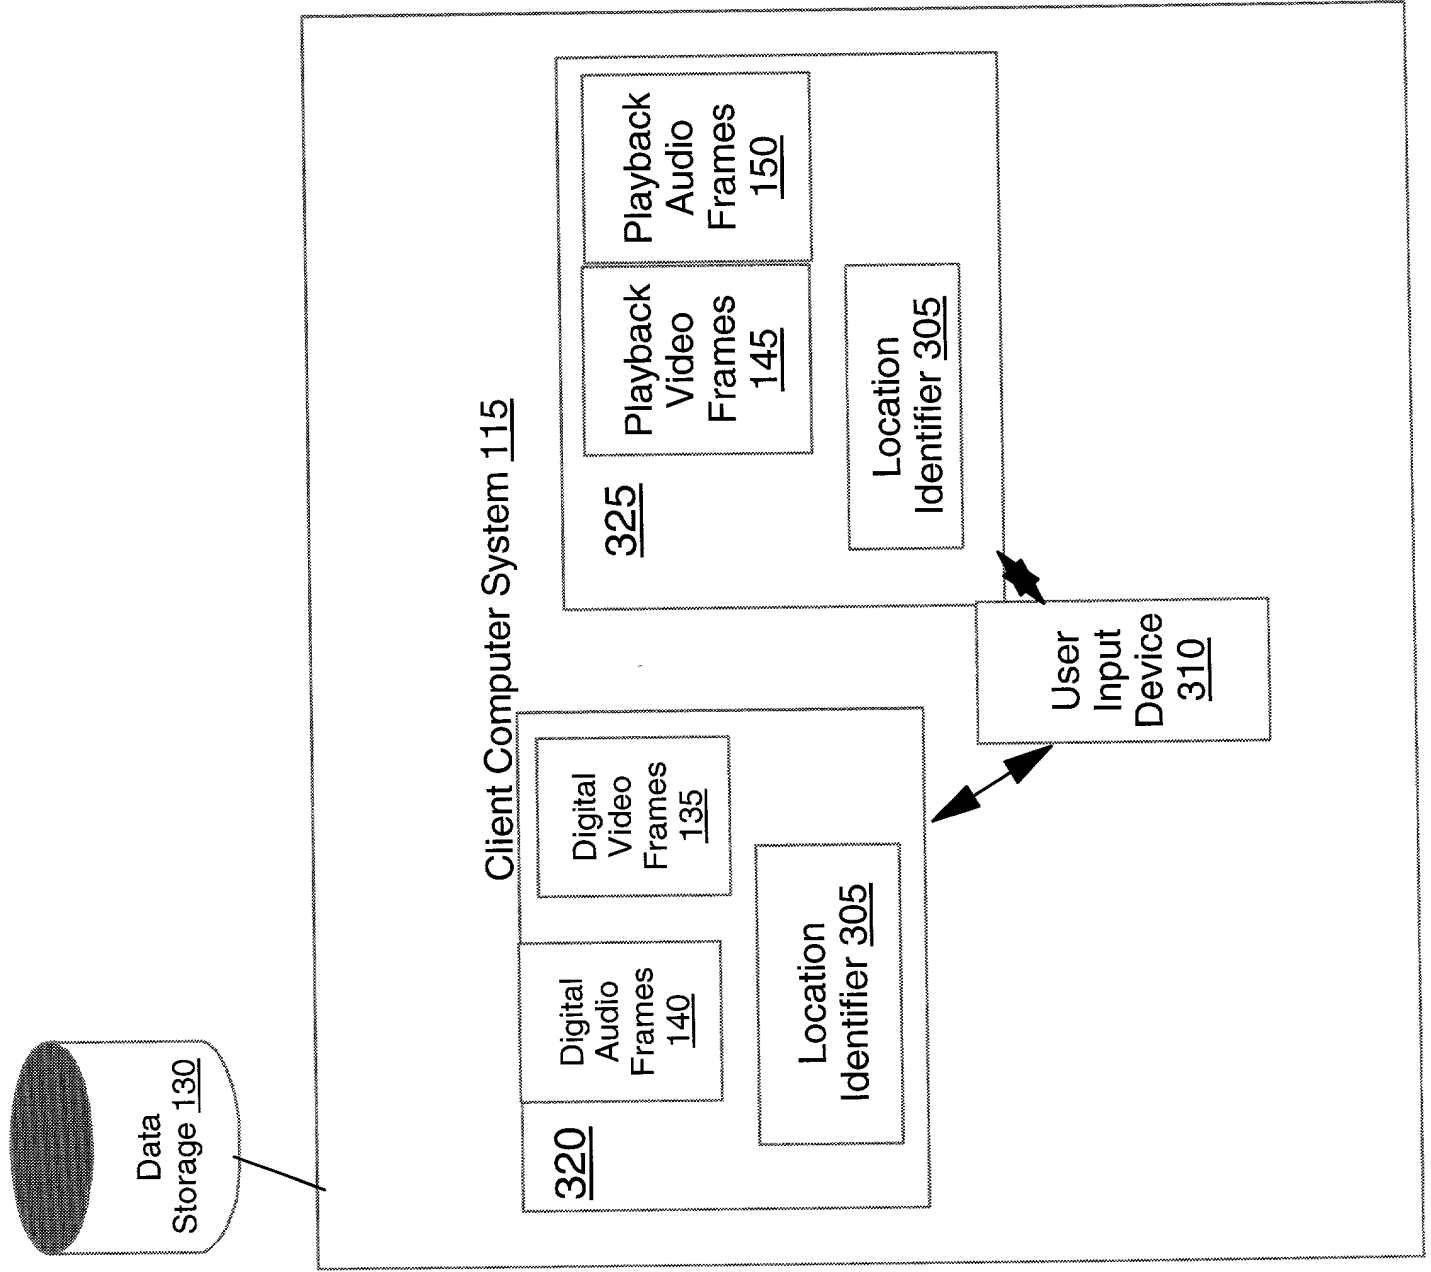 Data
Storage 130
Client Computer System 115
320
Digital
Audio
Frames
140
Digital
Video
Frames
135
Location
Identifier 305
325
Playback
Video
Frames
145
Playback
Audio
Frames
150
Location
Identifier 305
User
Input
Device
310